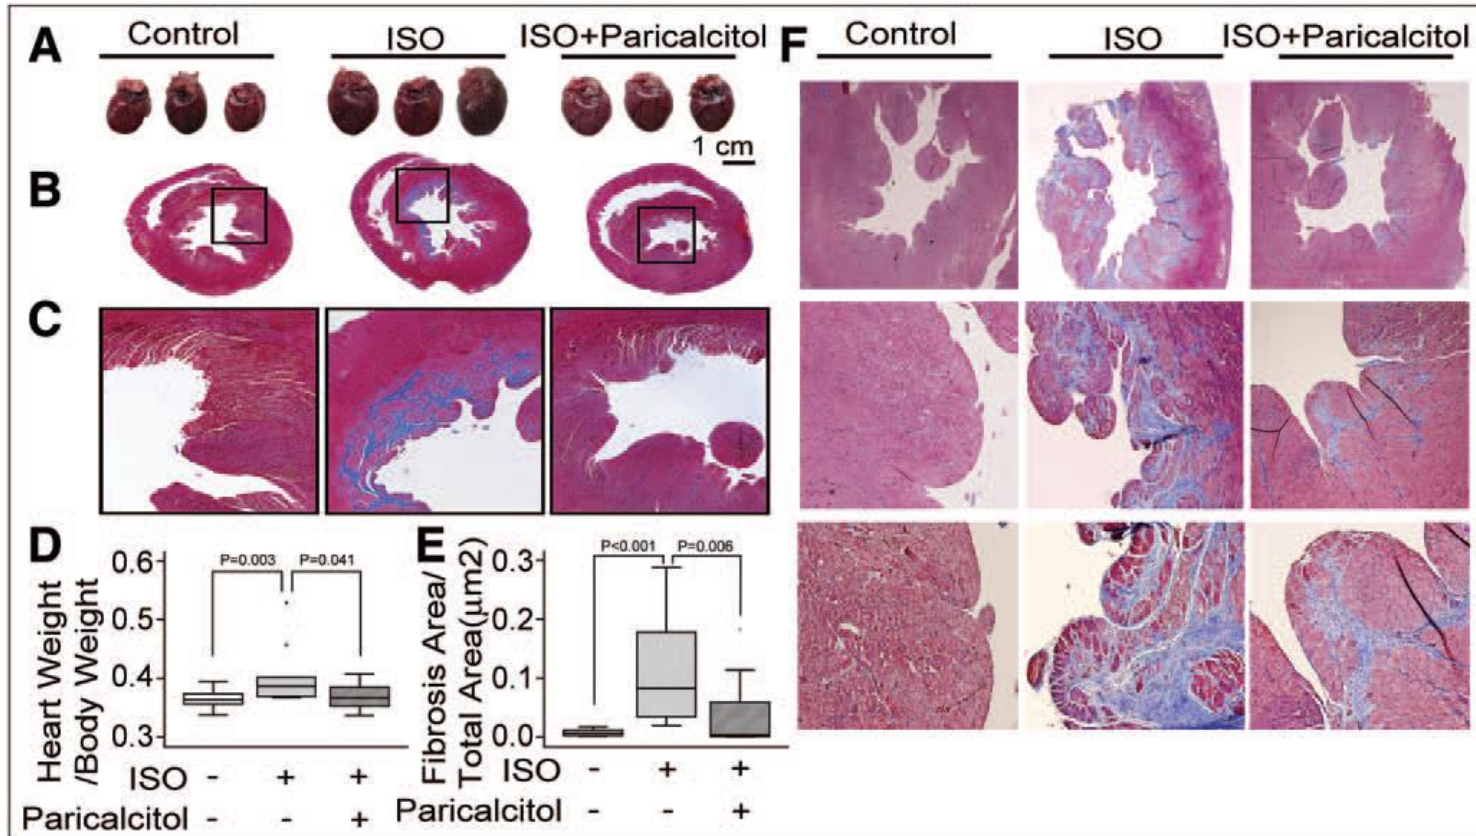 A
Control
ISO
ISO+Paricalcitol
1 cm
B
C
D
Heart Weight
/Body Weight
0.6
0.5
0.4
0.3
P=0.003
P=0.041
ISO - + +
Paricalcitol - - +
E
Fibrosis Area/
Total Area(μm2)
0.3
0.2
0.1
0.0
P<0.001
P=0.006
ISO - + +
Paricalcitol - - +
F
Control
ISO
ISO+Paricalcitol